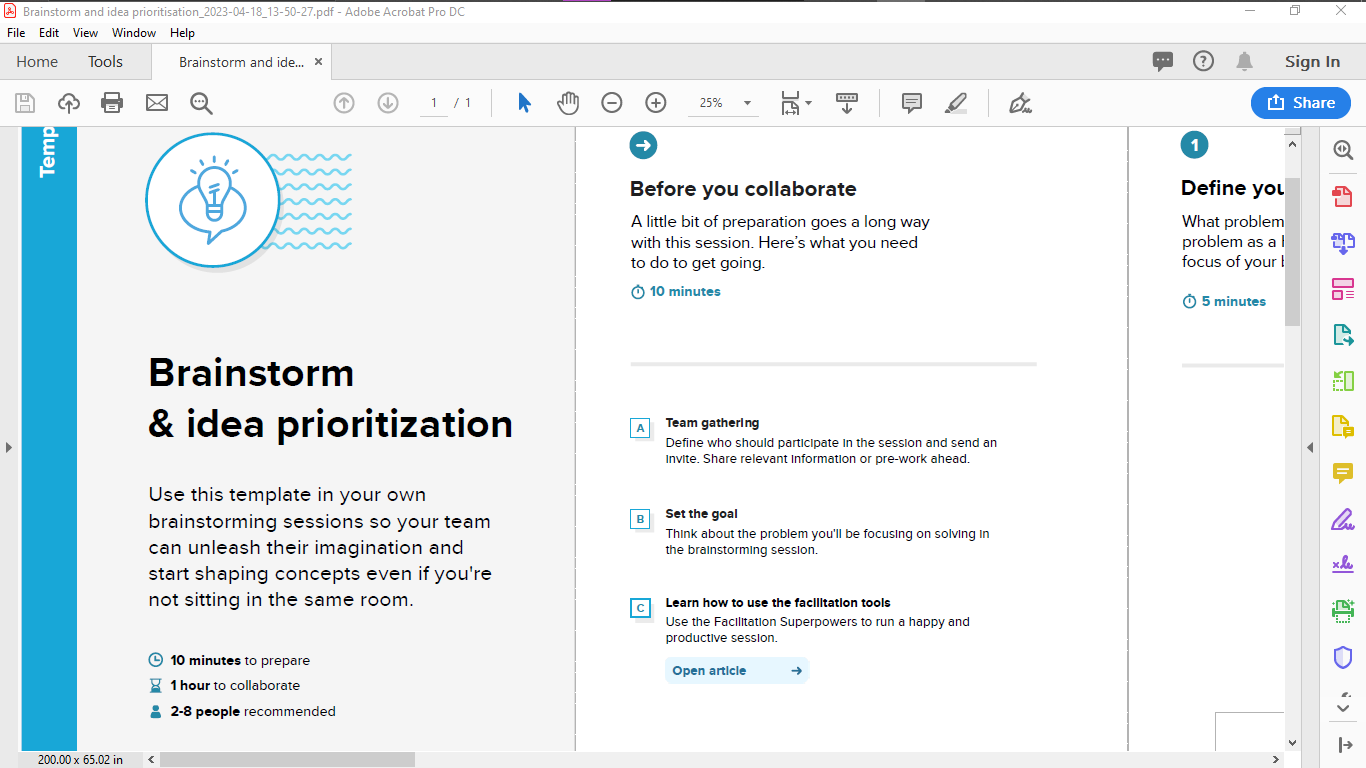 Brainstorm and idea prioritisation_2023-04-18_13-50-27.pdf - Adobe Acrobat Pro DC
File Edit View Window Help
Home Tools Brainstorm and ide... × Sign In
1 / 1 25% Share
Temp
Brainstorm
& idea prioritization
Use this template in your own
brainstorming sessions so your team
can unleash their imagination and
start shaping concepts even if you're
not sitting in the same room.
10 minutes to prepare
1 hour to collaborate
2-8 people recommended
Before you collaborate
A little bit of preparation goes a long way
with this session. Here’s what you need
to do to get going.
10 minutes
A Team gathering
Define who should participate in the session and send an
invite. Share relevant information or pre-work ahead.
B Set the goal
Think about the problem you'll be focusing on solving in
the brainstorming session.
C Learn how to use the facilitation tools
Use the Facilitation Superpowers to run a happy and
productive session.
Open article
1
Define you
What problem
problem as a
focus of your
5 minutes
200.00 x 65.02 in